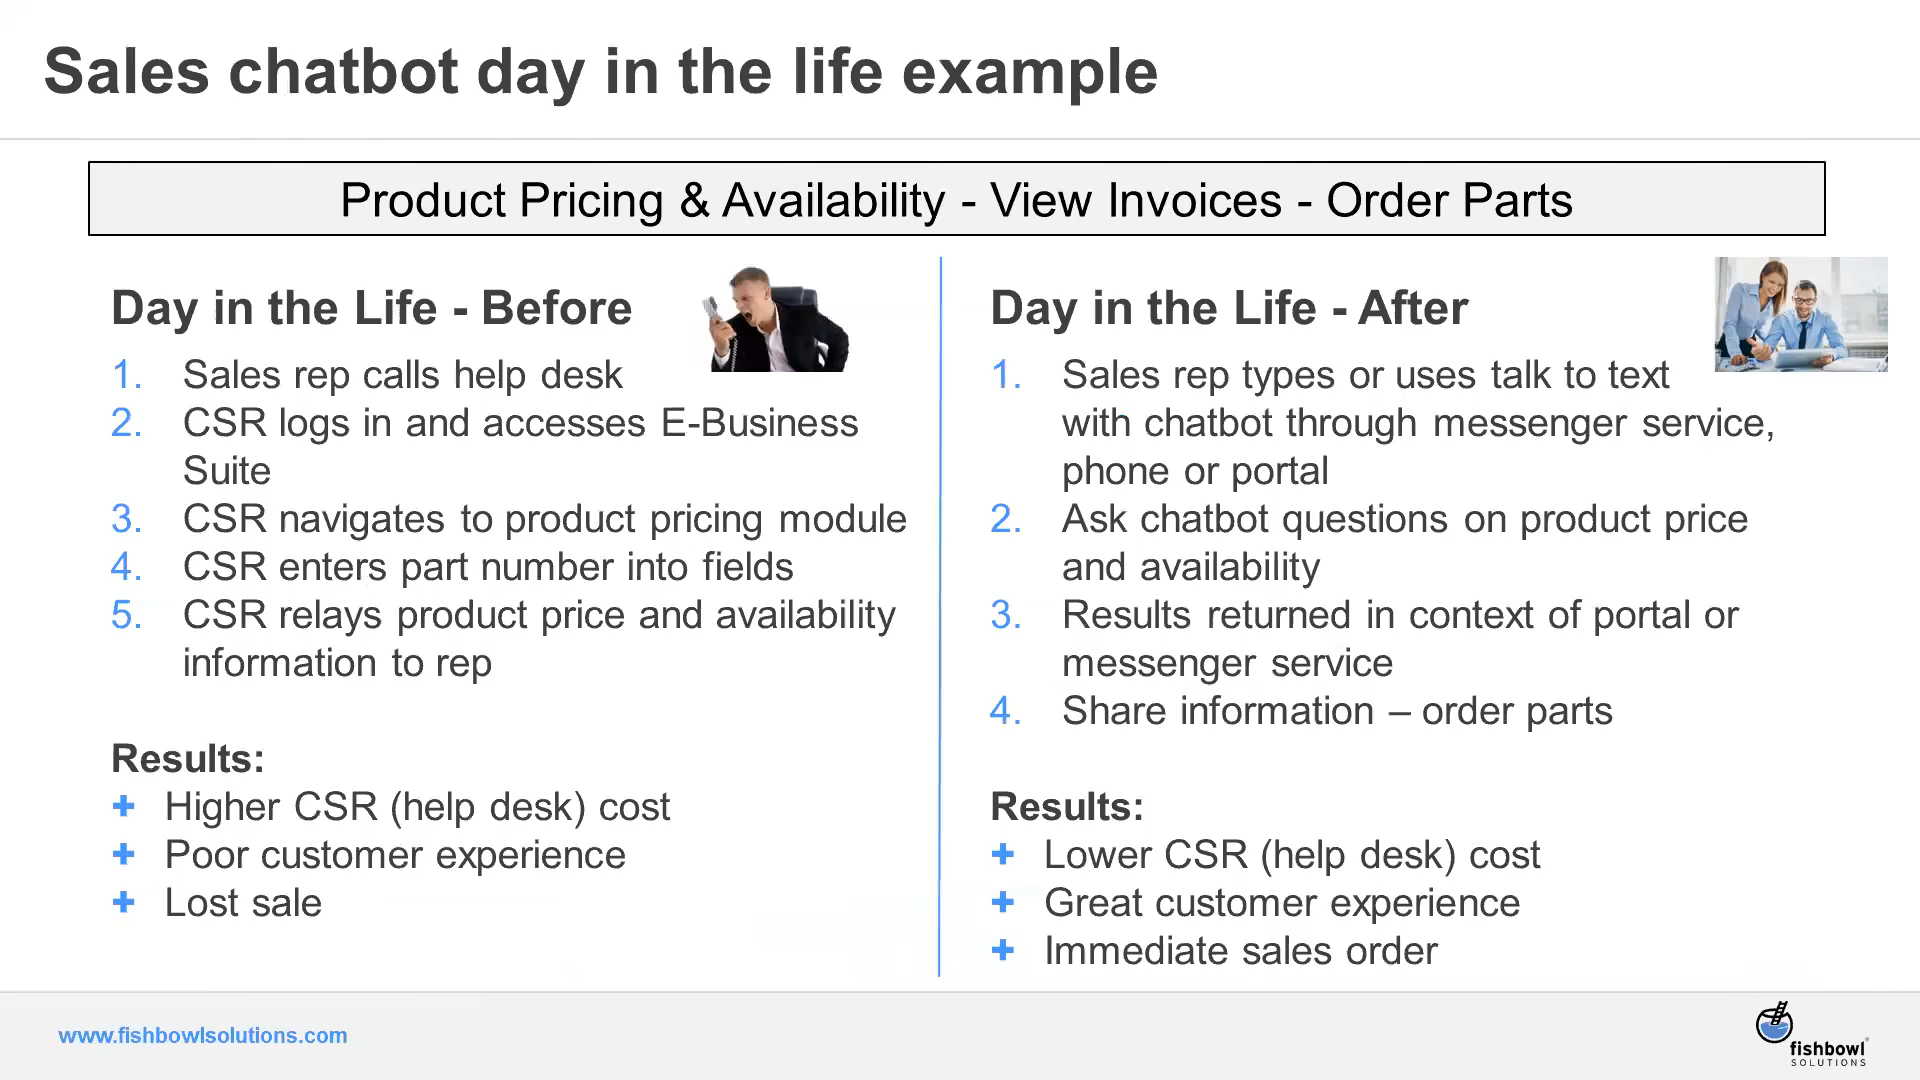 Sales chatbot day in the life example
Product Pricing & Availability - View Invoices - Order Parts
Day in the Life - Before
1. Sales rep calls help desk
2. CSR logs in and accesses E-Business
Suite
3. CSR navigates to product pricing module
4. CSR enters part number into fields
5. CSR relays product price and availability
information to rep
Results:
Higher CSR (help desk) cost
Poor customer experience
Lost sale
Day in the Life - After
1. Sales rep types or uses talk to text
with chatbot through messenger service,
phone or portal
2. Ask chatbot questions on product price
and availability
3. Results returned in context of portal or
messenger service
4. Share information – order parts
Results:
Lower CSR (help desk) cost
Great customer experience
Immediate sales order
www.fishbowlsolutions.com
fishbowl
SOLUTIONS